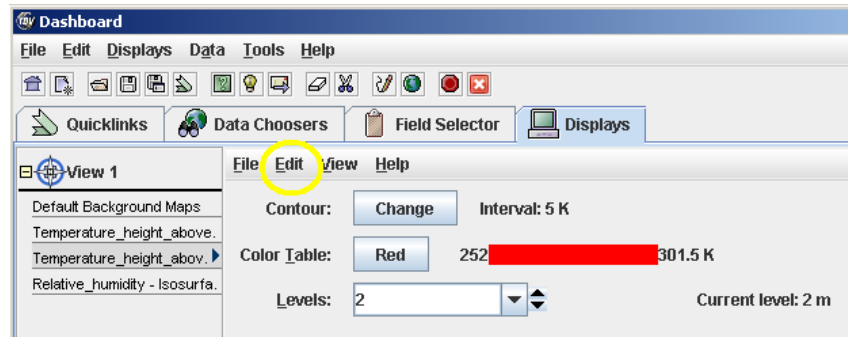 IDV Dashboard
File Edit Displays Data Tools Help
Quicklinks Data Choosers Field Selector Displays
View 1
File Edit View Help
Default Background Maps
Contour: Change Interval: 5 K
Temperature_height_above.
Temperature_height_abov.
Color Table: Red 252 301.5 K
Relative_humidity - Isosurfa.
Levels: 2 Current level: 2 m